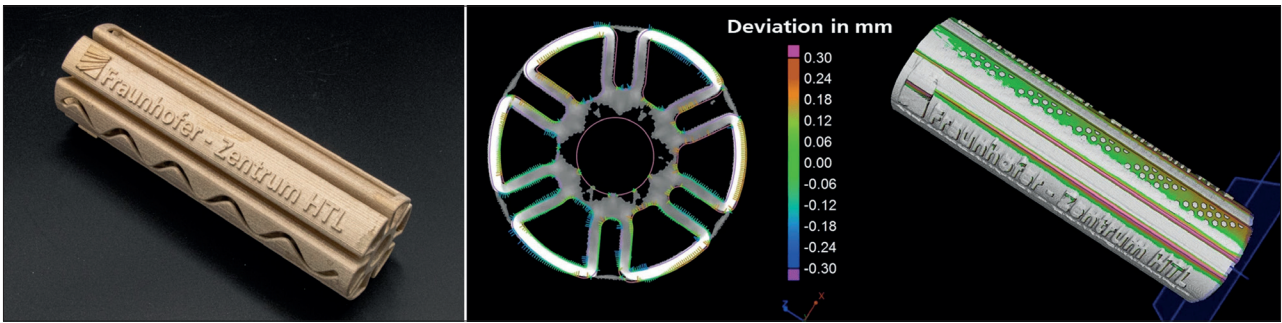 Fraunhofer - Zentrum HTL
Deviation in mm
0.30
0.24
0.18
0.12
0.06
0.00
-0.06
-0.12
-0.18
-0.24
-0.30
Z
X
Fraunhofer - Zentrum HTL